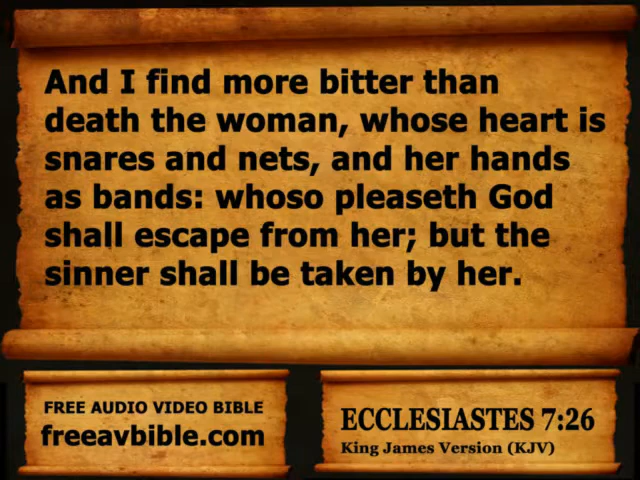 And I find more bitter than
death the woman, whose heart is
snares and nets, and her hands
as bands: whoso pleaseth God
shall escape from her; but the
sinner shall be taken by her.
FREE AUDIO VIDEO BIBLE
freeavbible.com
ECCLESIASTES 7:26
King James Version (KJV)